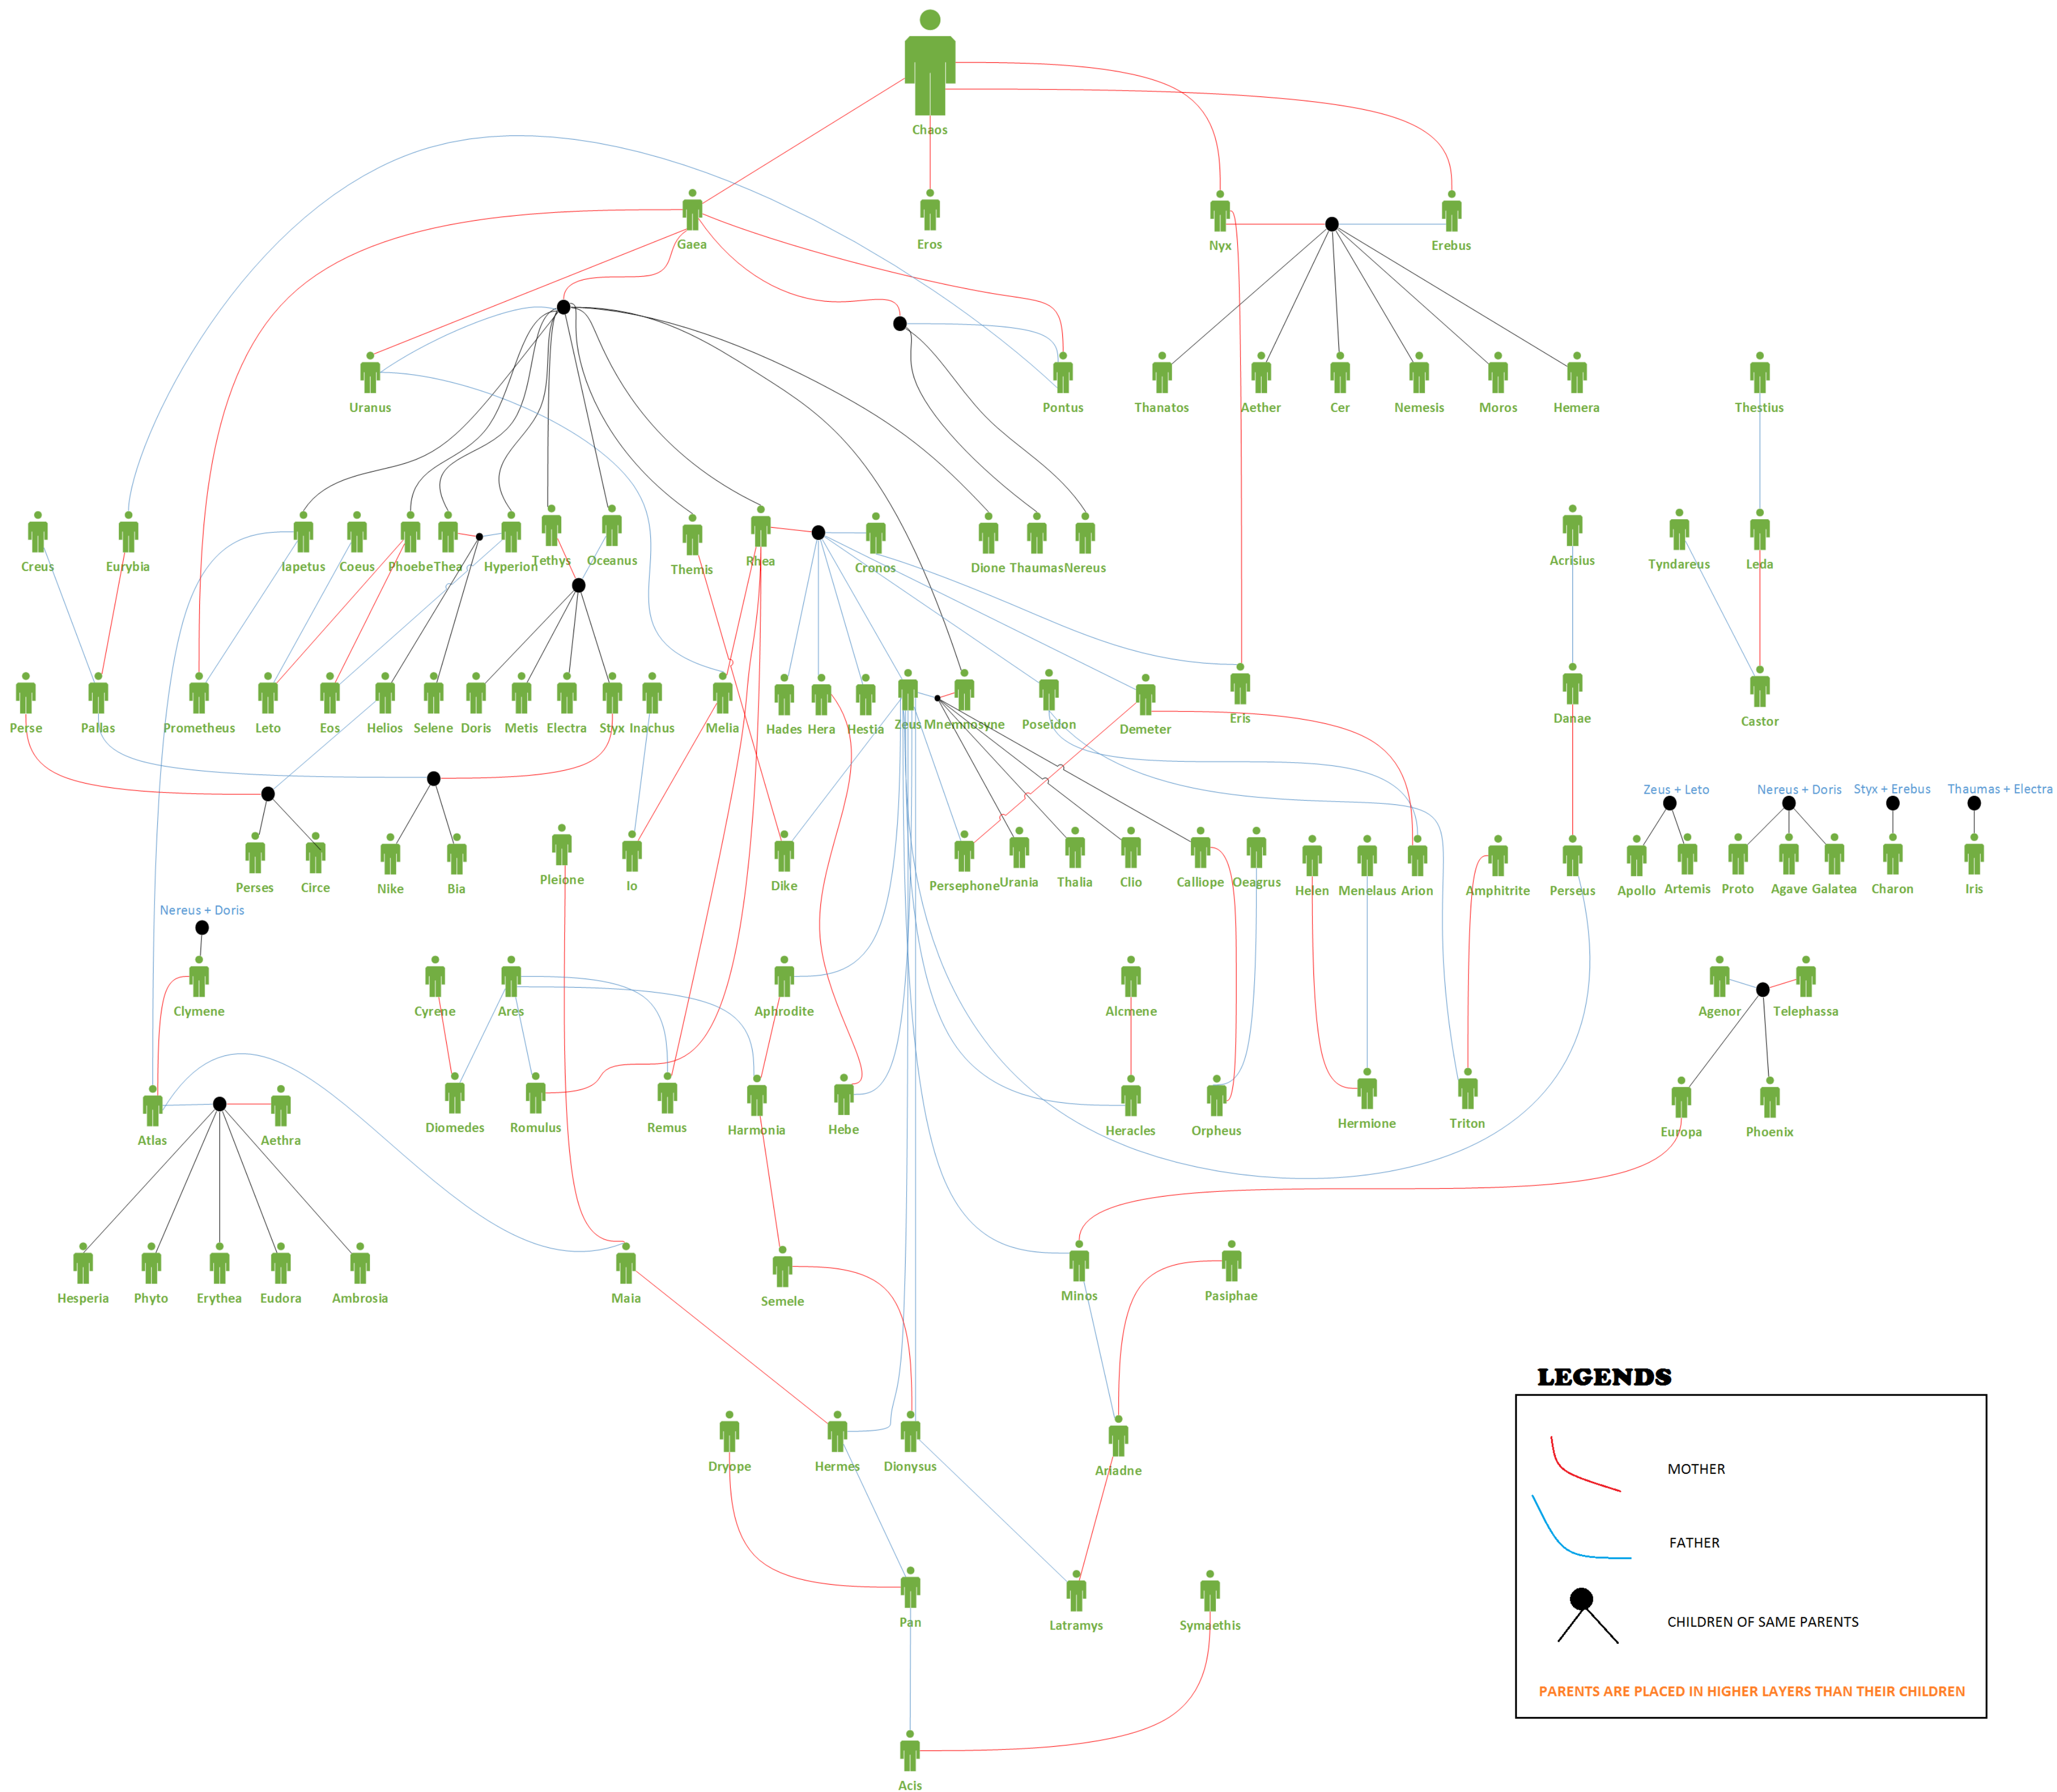 Chaos
Gaea
Eros
Nyx
Erebus
Uranus
Pontus
Thanatos
Aether
Cer
Nemesis
Moros
Hemera
Thestius
Creus
Eurybia
Iapetus
Coeus
Phoebe
Thea
Hyperion
Tethys
Oceanus
Themis
Rhea
Cronos
Dione
Thaumas
Nereus
Acrisius
Tyndareus
Leda
Perse
Pallas
Prometheus
Leto
Eos
Helios
Selene
Doris
Metis
Electra
Styx
Inachus
Melia
Hades
Hera
Hestia
Zeus
Mnemnosyne
Poseidon
Demeter
Eris
Danae
Castor
Zeus + Leto
Nereus + Doris
Styx + Erebus
Thaumas + Electra
Perses
Circe
Nike
Bia
Pleione
Io
Dike
Persephone
Urania
Thalia
Clio
Calliope
Oeagrus
Helen
Menelaus
Arion
Amphitrite
Perseus
Apollo
Artemis
Proto
Agave
Galatea
Charon
Iris
Nereus + Doris
Clymene
Cyrene
Ares
Aphrodite
Alcmene
Agenor
Telephassa
Atlas
Aethra
Diomedes
Romulus
Remus
Harmonia
Hebe
Heracles
Orpheus
Hermione
Triton
Europa
Phoenix
Hesperia
Phyto
Erythea
Eudora
Ambrosia
Maia
Semele
Minos
Pasiphae
Dryope
Hermes
Dionysus
Ariadne
Pan
Latramys
Symaethis
Acis
LEGENDS
MOTHER
FATHER
CHILDREN OF SAME PARENTS
PARENTS ARE PLACED IN HIGHER LAYERS THAN THEIR CHILDREN